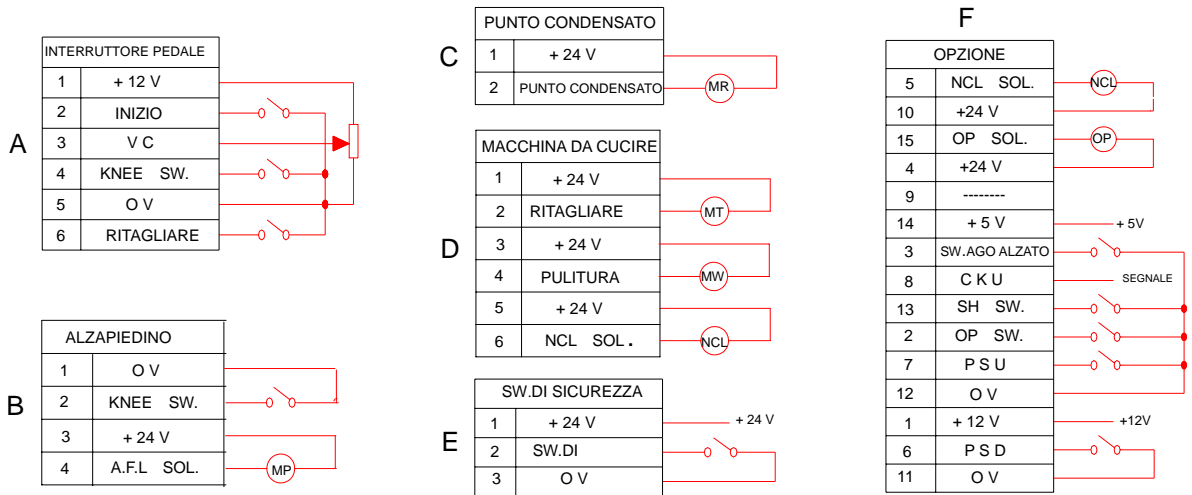 A
INTERRUTTORE PEDALE
1 + 12 V
2 INIZIO
3 V C
4 KNEE SW.
5 O V
6 RITAGLIARE
B
ALZAPIEDINO
1 O V
2 KNEE SW.
3 + 24 V
4 A.F.L SOL. MP
C
PUNTO CONDENSATO
1 + 24 V
2 PUNTO CONDENSATO MR
D
MACCHINA DA CUCIRE
1 + 24 V
2 RITAGLIARE MT
3 + 24 V
4 PULITURA MW
5 + 24 V
6 NCL SOL. NCL
E
SW.DI SICUREZZA
1 + 24 V + 24 V
2 SW.DI
3 O V
F
OPZIONE
5 NCL SOL. NCL
10 +24 V
15 OP SOL. OP
4 +24 V
9 --------
14 + 5 V + 5V
3 SW.AGO ALZATO
8 C K U SEGNALE
13 SH SW.
2 OP SW.
7 P S U
12 O V
1 + 12 V +12V
6 P S D
11 O V